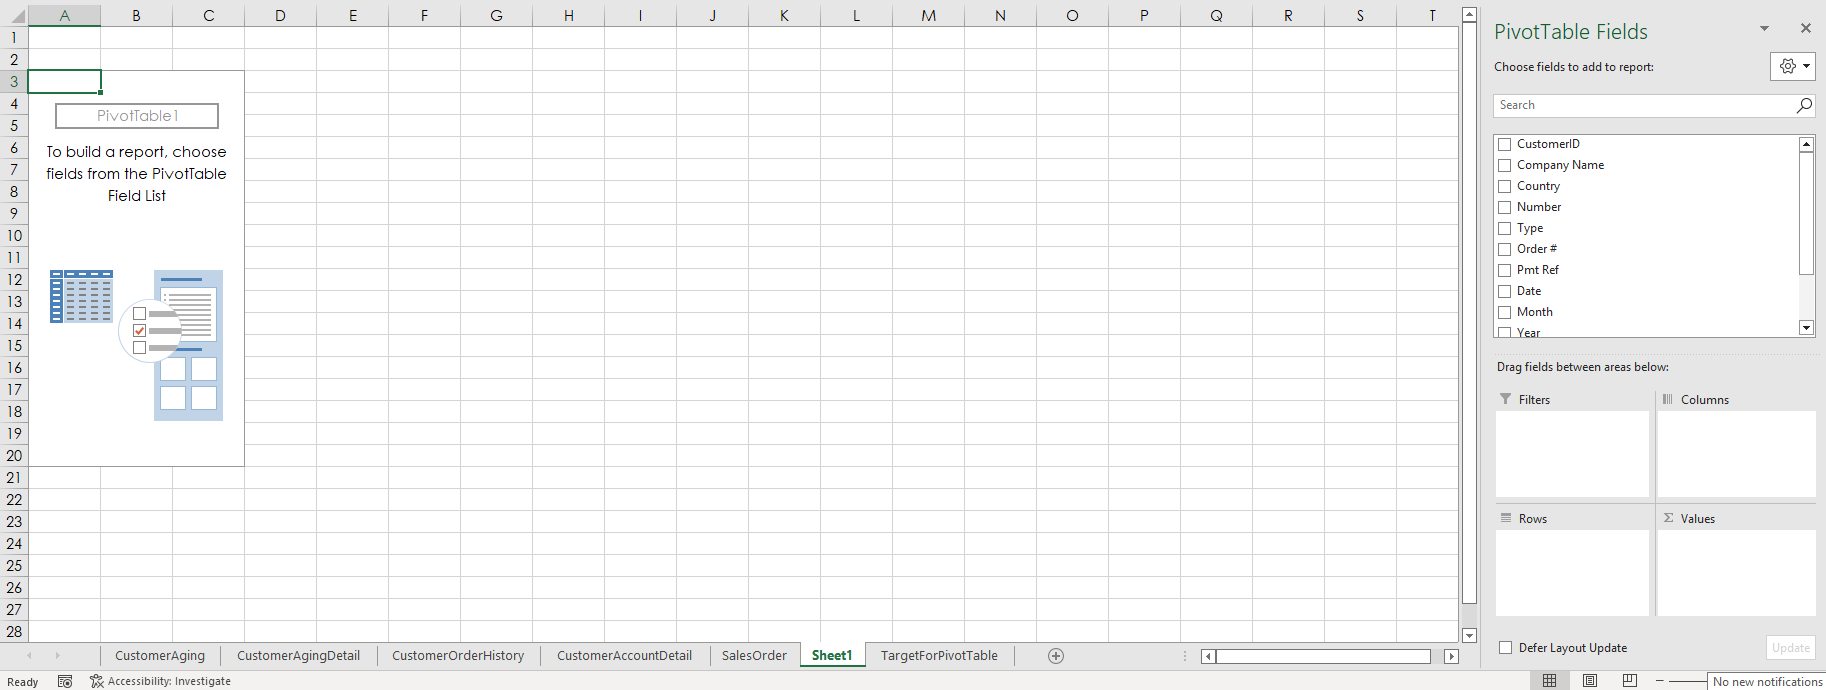 A B C D E F G H I J K L M N O P Q R S T
1
2
3
4
5
6
7
8
9
10
11
12
13
14
15
16
17
18
19
20
21
22
23
24
25
26
27
28
PivotTable1
To build a report, choose
fields from the PivotTable
Field List
CustomerAging CustomerAgingDetail CustomerOrderHistory CustomerAccountDetail SalesOrder Sheet1 TargetForPivotTable
Ready Accessibility: Investigate
PivotTable Fields
Choose fields to add to report:
Search
CustomerID
Company Name
Country
Number
Type
Order #
Pmt Ref
Date
Month
Year
Drag fields between areas below:
Filters
Columns
Rows
Σ Values
Defer Layout Update
Update
No new notifications